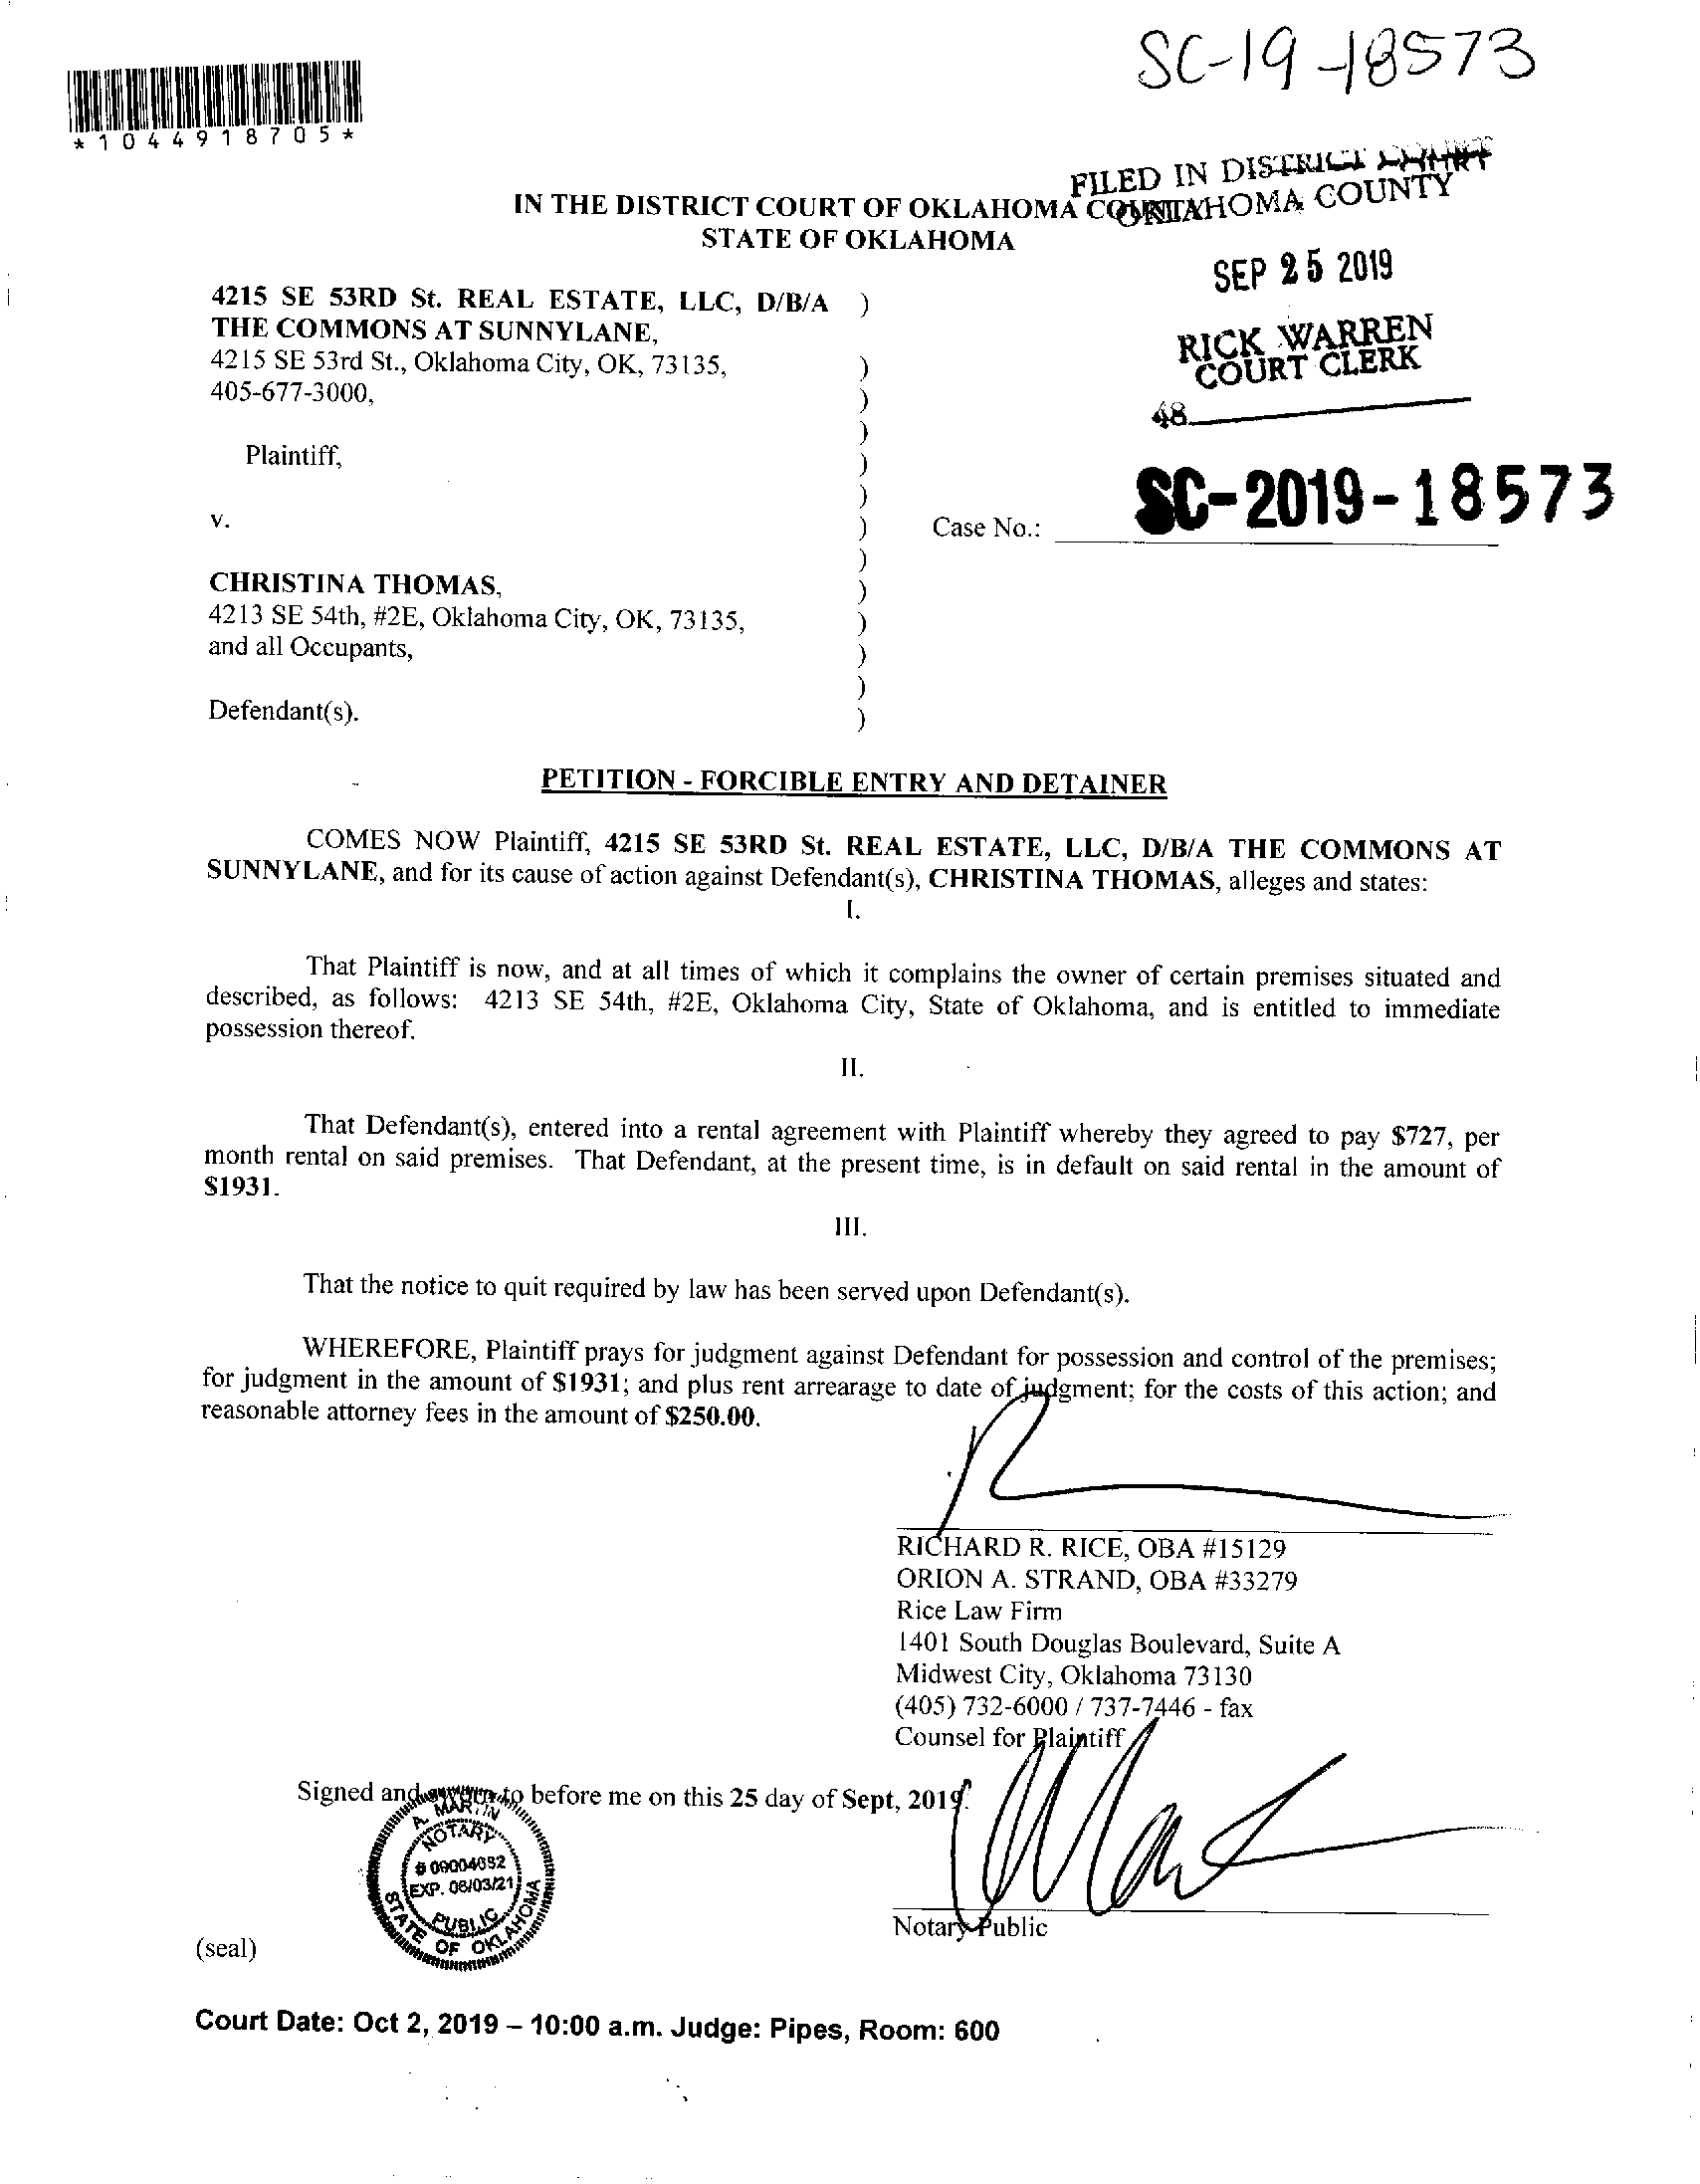 SC-19-18573
*1044918705*
FILED IN DISTRICT COURT
OKLAHOMA COUNTY
IN THE DISTRICT COURT OF OKLAHOMA COUNTY
STATE OF OKLAHOMA
SEP 25 2019
RICK WARREN
COURT CLERK
48
4215 SE 53RD St. REAL ESTATE, LLC, D/B/A )
THE COMMONS AT SUNNYLANE,
4215 SE 53rd St., Oklahoma City, OK, 73135, )
405-677-3000, )
)
Plaintiff, )
)
v. ) Case No.: SC-2019-18573
)
CHRISTINA THOMAS, )
4213 SE 54th, #2E, Oklahoma City, OK, 73135, )
and all Occupants, )
)
Defendant(s). )
PETITION - FORCIBLE ENTRY AND DETAINER
COMES NOW Plaintiff, 4215 SE 53RD St. REAL ESTATE, LLC, D/B/A THE COMMONS AT
SUNNYLANE, and for its cause of action against Defendant(s), CHRISTINA THOMAS, alleges and states:
I.
That Plaintiff is now, and at all times of which it complains the owner of certain premises situated and
described, as follows: 4213 SE 54th, #2E, Oklahoma City, State of Oklahoma, and is entitled to immediate
possession thereof.
II.
That Defendant(s), entered into a rental agreement with Plaintiff whereby they agreed to pay $727, per
month rental on said premises. That Defendant, at the present time, is in default on said rental in the amount of
$1931.
III.
That the notice to quit required by law has been served upon Defendant(s).
WHEREFORE, Plaintiff prays for judgment against Defendant for possession and control of the premises;
for judgment in the amount of $1931; and plus rent arrearage to date of judgment; for the costs of this action; and
reasonable attorney fees in the amount of $250.00.
RICHARD R. RICE, OBA #15129
ORION A. STRAND, OBA #33279
Rice Law Firm
1401 South Douglas Boulevard, Suite A
Midwest City, Oklahoma 73130
(405) 732-6000 / 737-7446 - fax
Counsel for Plaintiff
Signed and sworn to before me on this 25 day of Sept, 2019.
A. MARTIN
NOTARY
# 09004082
EXP. 06/03/21
PUBLIC
STATE OF OKLAHOMA
Notary Public
(seal)
Court Date: Oct 2, 2019 – 10:00 a.m. Judge: Pipes, Room: 600